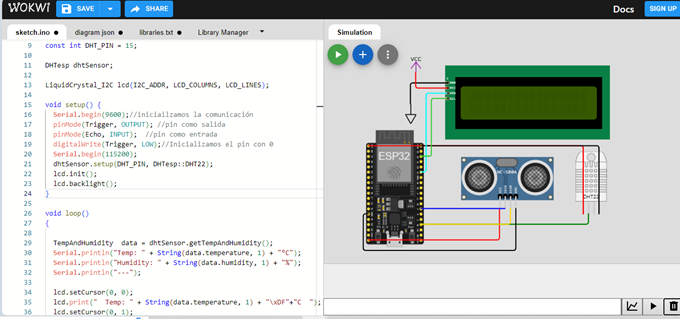 WOKWI
SAVE
SHARE
Docs
SIGN UP
sketch.ino
diagram.json
libraries.txt
Library Manager
Simulation
9 const int DHT_PIN = 15;
10
11 DHTesp dhtSensor;
12
13 LiquidCrystal_I2C lcd(I2C_ADDR, LCD_COLUMNS, LCD_LINES);
14
15 void setup() {
16 Serial.begin(9600);//iniciailzamos la comunicación
17 pinMode(Trigger, OUTPUT); //pin como salida
18 pinMode(Echo, INPUT);  //pin como entrada
19 digitalWrite(Trigger, LOW);//Inicializamos el pin con 0
20 Serial.begin(115200);
21 dhtSensor.setup(DHT_PIN, DHTesp::DHT22);
22 lcd.init();
23 lcd.backlight();
24 }
25
26 void loop()
27 {
28
29 TempAndHumidity  data = dhtSensor.getTempAndHumidity();
30 Serial.println("Temp: " + String(data.temperature, 1) + "°C");
31 Serial.println("Humidity: " + String(data.humidity, 1) + "%");
32 Serial.println("---");
33
34 lcd.setCursor(0, 0);
35 lcd.print("  Temp: " + String(data.temperature, 1) + "\xDF"+"C  ");
36 lcd.setCursor(0, 1);
VCC
ESP32
HC-SR04
DHT22